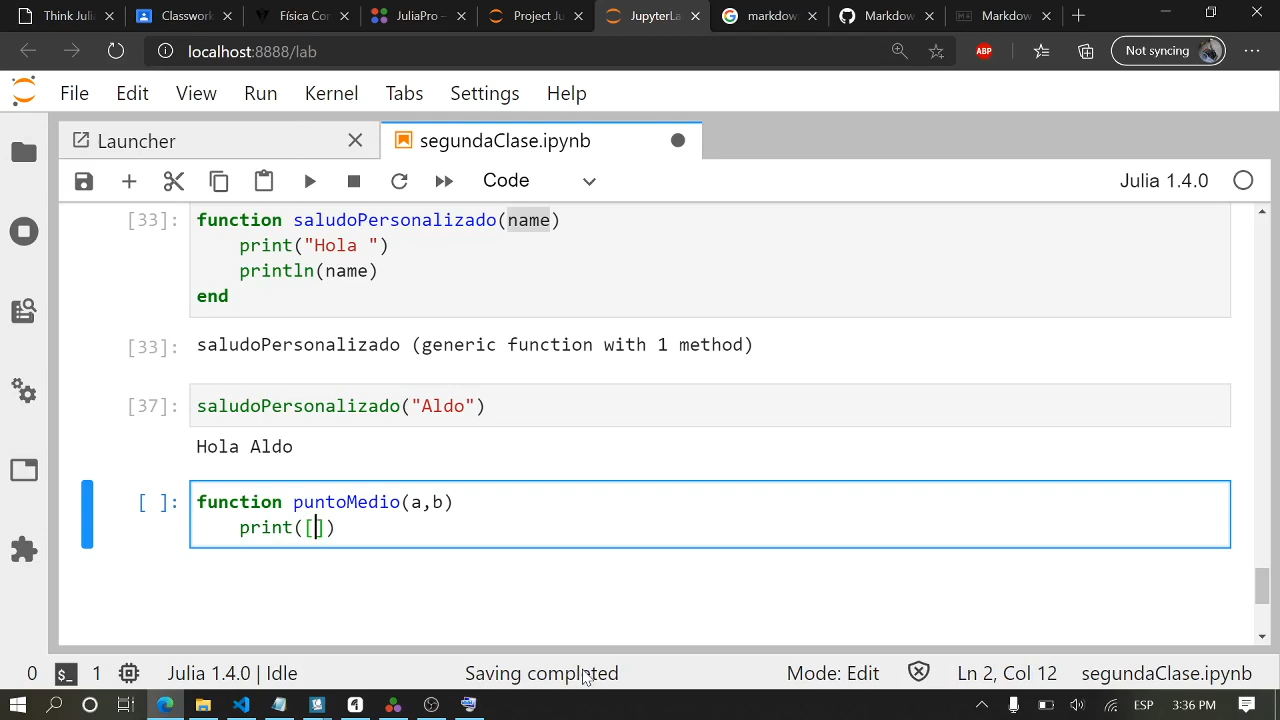 Think Julia
Classwork
Física Cor
JuliaPro –
Project Ju
JupyterLa
markdow
Markdow
Markdow
localhost:8888/lab
ABP
Not syncing
File Edit View Run Kernel Tabs Settings Help
Launcher
segundaClase.ipynb
Code
Julia 1.4.0
[33]: function saludoPersonalizado(name)
print("Hola ")
println(name)
end
[33]: saludoPersonalizado (generic function with 1 method)
[37]: saludoPersonalizado("Aldo")
Hola Aldo
[ ]: function puntoMedio(a,b)
print([])
0 $_ 1 Julia 1.4.0 | Idle Saving completed Mode: Edit Ln 2, Col 12 segundaClase.ipynb
ESP 3:36 PM